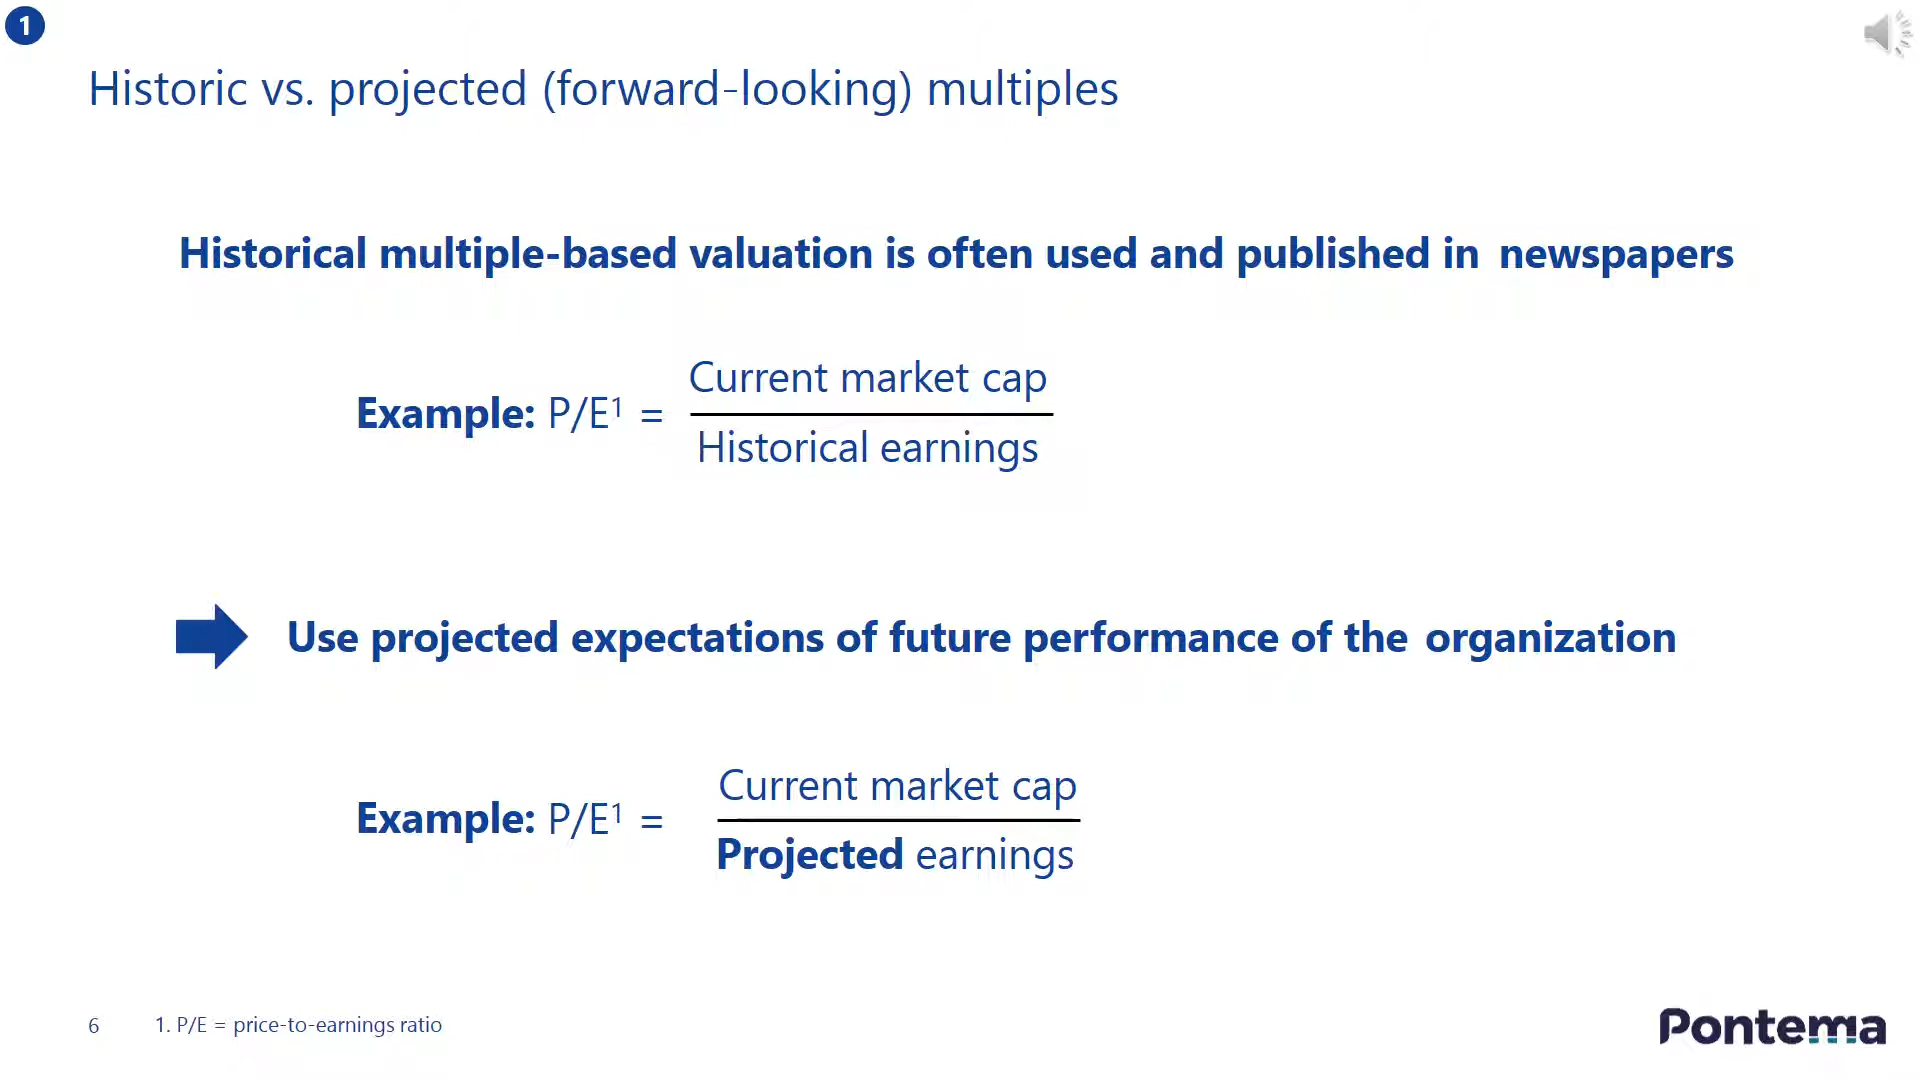 1
Historic vs. projected (forward-looking) multiples
Historical multiple-based valuation is often used and published in newspapers
Current market cap
Example: P/E¹ =
Historical earnings
Use projected expectations of future performance of the organization
Current market cap
Example: P/E¹ =
Projected earnings
6
1. P/E = price-to-earnings ratio
Pontema